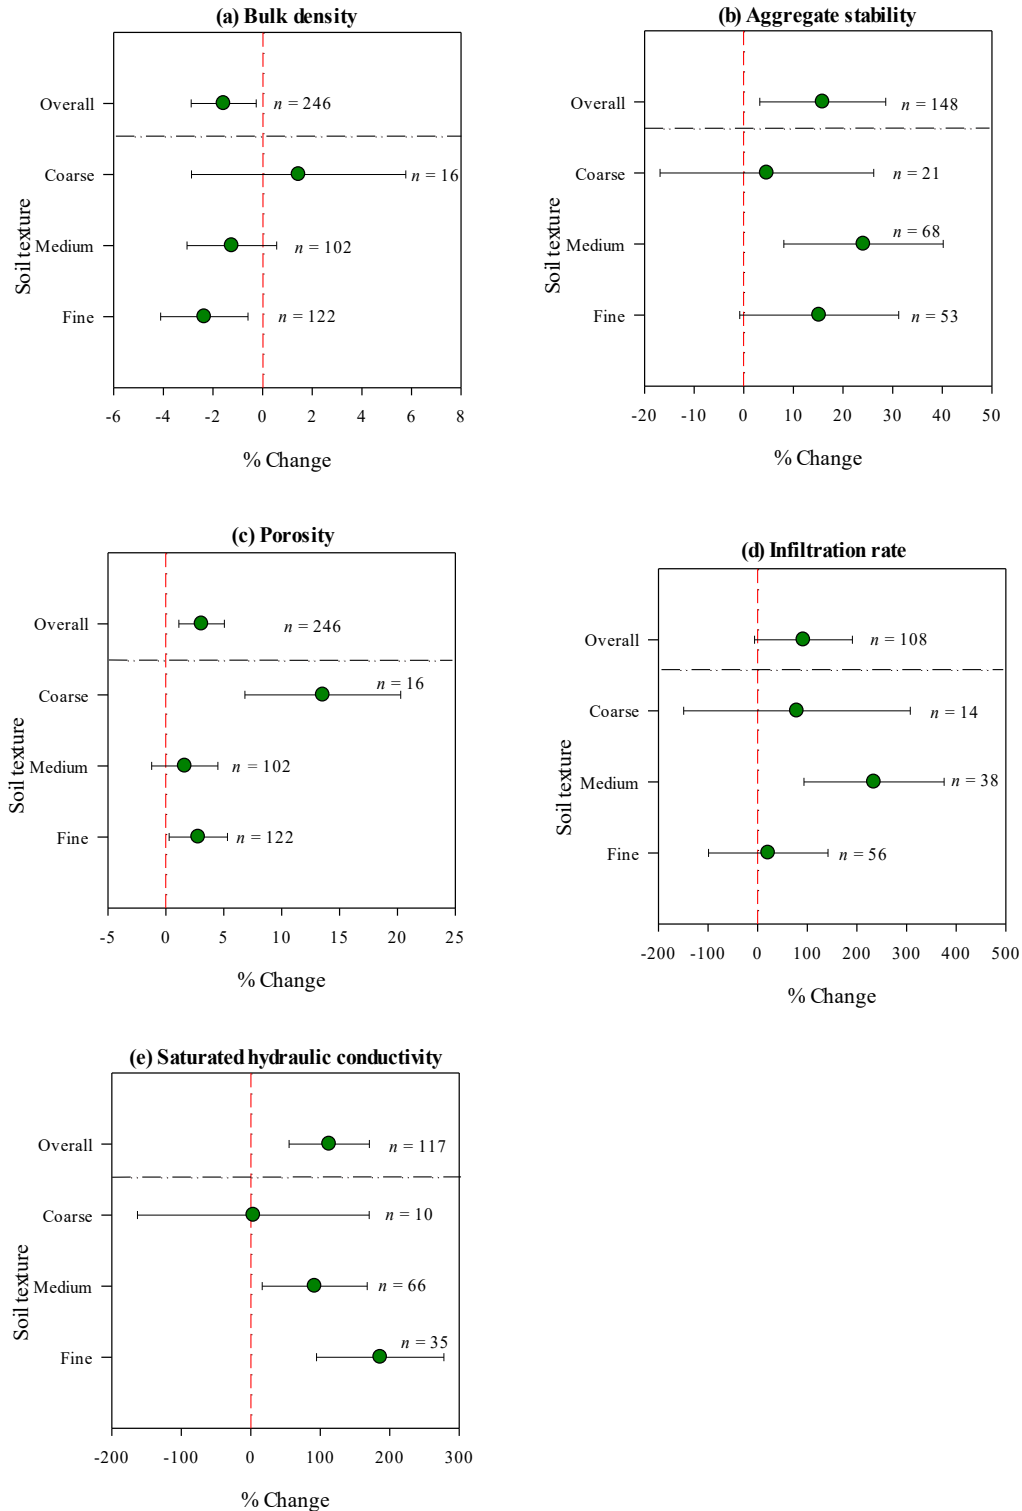 (a) Bulk density
Soil texture
Overall
n = 246
Coarse
n = 16
Medium
n = 102
Fine
n = 122
-6 -4 -2 0 2 4 6 8
% Change
(b) Aggregate stability
Soil texture
Overall
n = 148
Coarse
n = 21
Medium
n = 68
Fine
n = 53
-20 -10 0 10 20 30 40 50
% Change
(c) Porosity
Soil texture
Overall
n = 246
Coarse
n = 16
Medium
n = 102
Fine
n = 122
-5 0 5 10 15 20 25
% Change
(d) Infiltration rate
Soil texture
Overall
n = 108
Coarse
n = 14
Medium
n = 38
Fine
n = 56
-200 -100 0 100 200 300 400 500
% Change
(e) Saturated hydraulic conductivity
Soil texture
Overall
n = 117
Coarse
n = 10
Medium
n = 66
Fine
n = 35
-200 -100 0 100 200 300
% Change